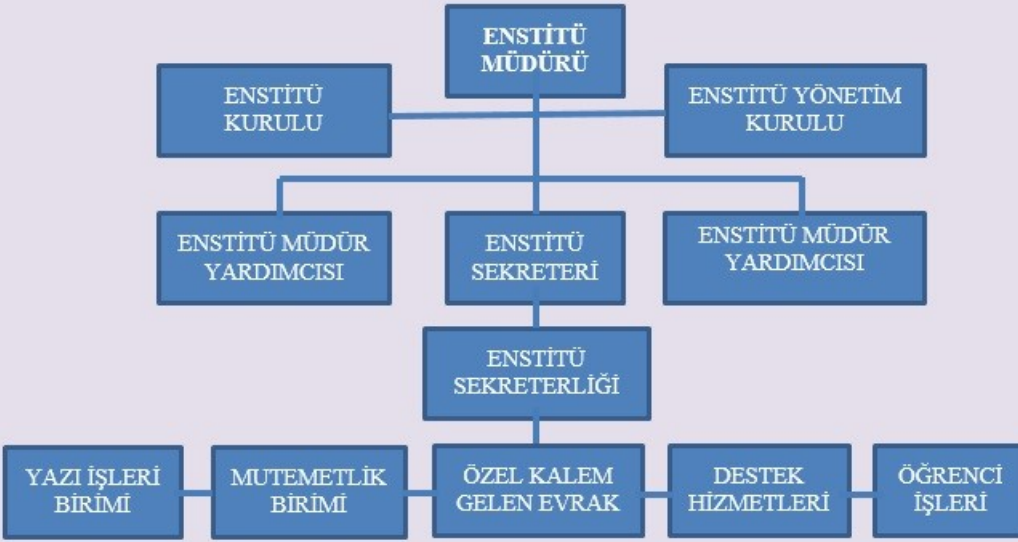 ENSTİTÜ
MÜDÜRÜ
ENSTİTÜ
KURULU
ENSTİTÜ YÖNETİM
KURULU
ENSTİTÜ MÜDÜR
YARDIMCISI
ENSTİTÜ
SEKRETERİ
ENSTİTÜ MÜDÜR
YARDIMCISI
ENSTİTÜ
SEKRETERLİĞİ
YAZI İŞLERİ
BİRİMİ
MUTEMETLİK
BİRİMİ
ÖZEL KALEM
GELEN EVRAK
DESTEK
HİZMETLERİ
ÖĞRENCİ
İŞLERİ